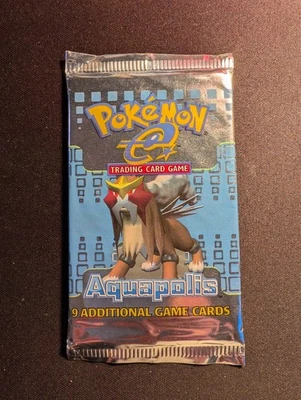 Pokémon
e
TRADING CARD GAME
Aquapolis
9 ADDITIONAL GAME CARDS